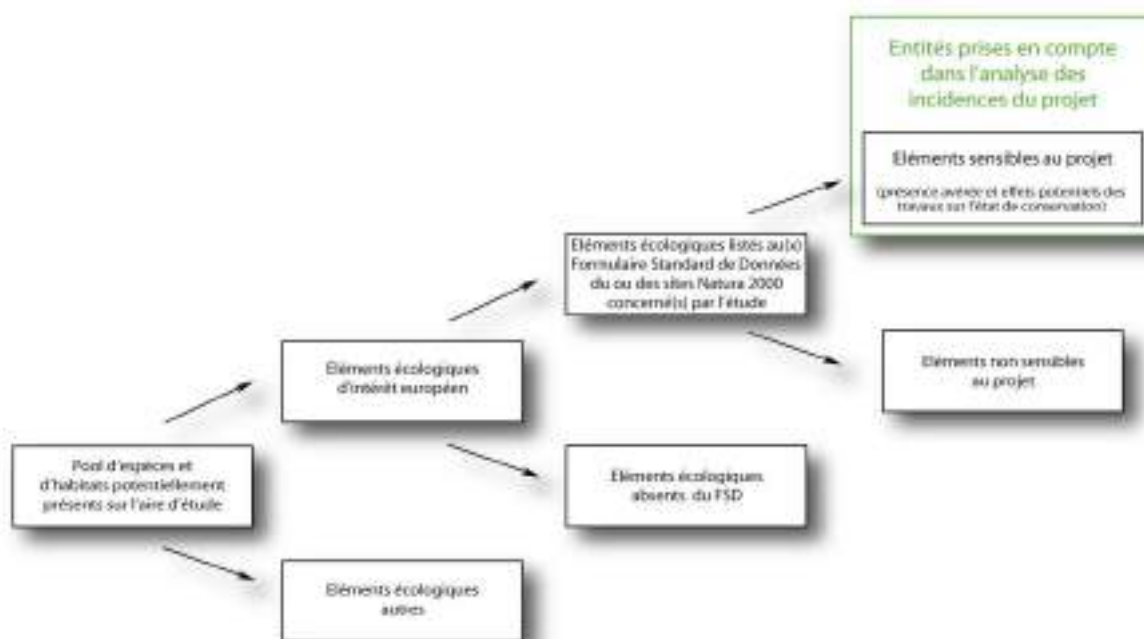 Entités prises en compte
dans l'analyse des
incidences du projet
Eléments sensibles au projet
(présence avérée et effets potentiels des
travaux sur l'état de conservation)
Eléments écologiques listés au(x)
Formulaire Standard de Données
du ou des sites Natura 2000
concerné(s) par l'étude
Eléments non sensibles
au projet
Eléments écologiques
d'intérêt européen
Eléments écologiques
absents du FSD
Pool d'espèces et
d'habitats potentiellement
présents sur l'aire d'étude
Eléments écologiques
autres